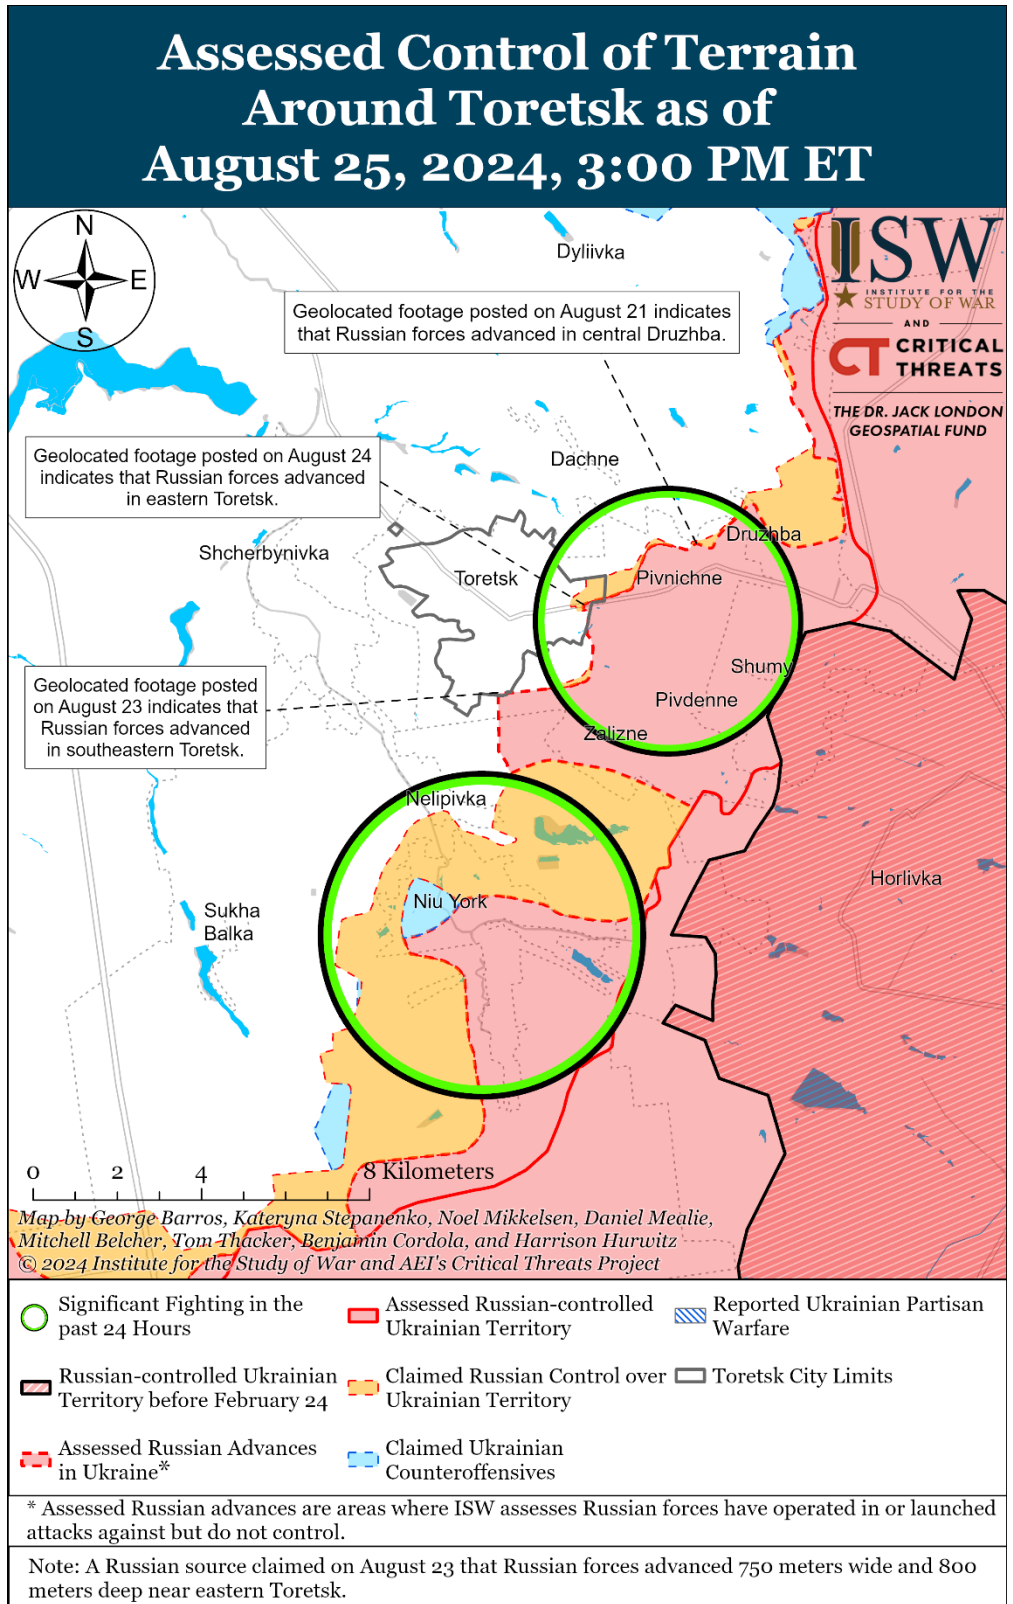 Assessed Control of Terrain
Around Toretsk as of
August 25, 2024, 3:00 PM ET
N
W
E
S
Dyliivka
ISW
INSTITUTE FOR THE
STUDY OF WAR
AND
CT CRITICAL
THREATS
THE DR. JACK LONDON
GEOSPATIAL FUND
Geolocated footage posted on August 21 indicates
that Russian forces advanced in central Druzhba.
Geolocated footage posted on August 24
indicates that Russian forces advanced
in eastern Toretsk.
Dachne
Druzhba
Shcherbynivka
Toretsk
Pivnichne
Shumy
Pivdenne
Zalizne
Geolocated footage posted
on August 23 indicates that
Russian forces advanced
in southeastern Toretsk.
Nelipivka
Horlivka
Niu York
Sukha
Balka
0 2 4 8 Kilometers
Map by George Barros, Kateryna Stepanenko, Noel Mikkelsen, Daniel Mealie,
Mitchell Belcher, Tom Thacker, Benjamin Cordola, and Harrison Hurwitz
© 2024 Institute for the Study of War and AEI's Critical Threats Project
Significant Fighting in the
past 24 Hours
Assessed Russian-controlled
Ukrainian Territory
Reported Ukrainian Partisan
Warfare
Russian-controlled Ukrainian
Territory before February 24
Claimed Russian Control over
Ukrainian Territory
Toretsk City Limits
Assessed Russian Advances
in Ukraine*
Claimed Ukrainian
Counteroffensives
* Assessed Russian advances are areas where ISW assesses Russian forces have operated in or launched
attacks against but do not control.
Note: A Russian source claimed on August 23 that Russian forces advanced 750 meters wide and 800
meters deep near eastern Toretsk.